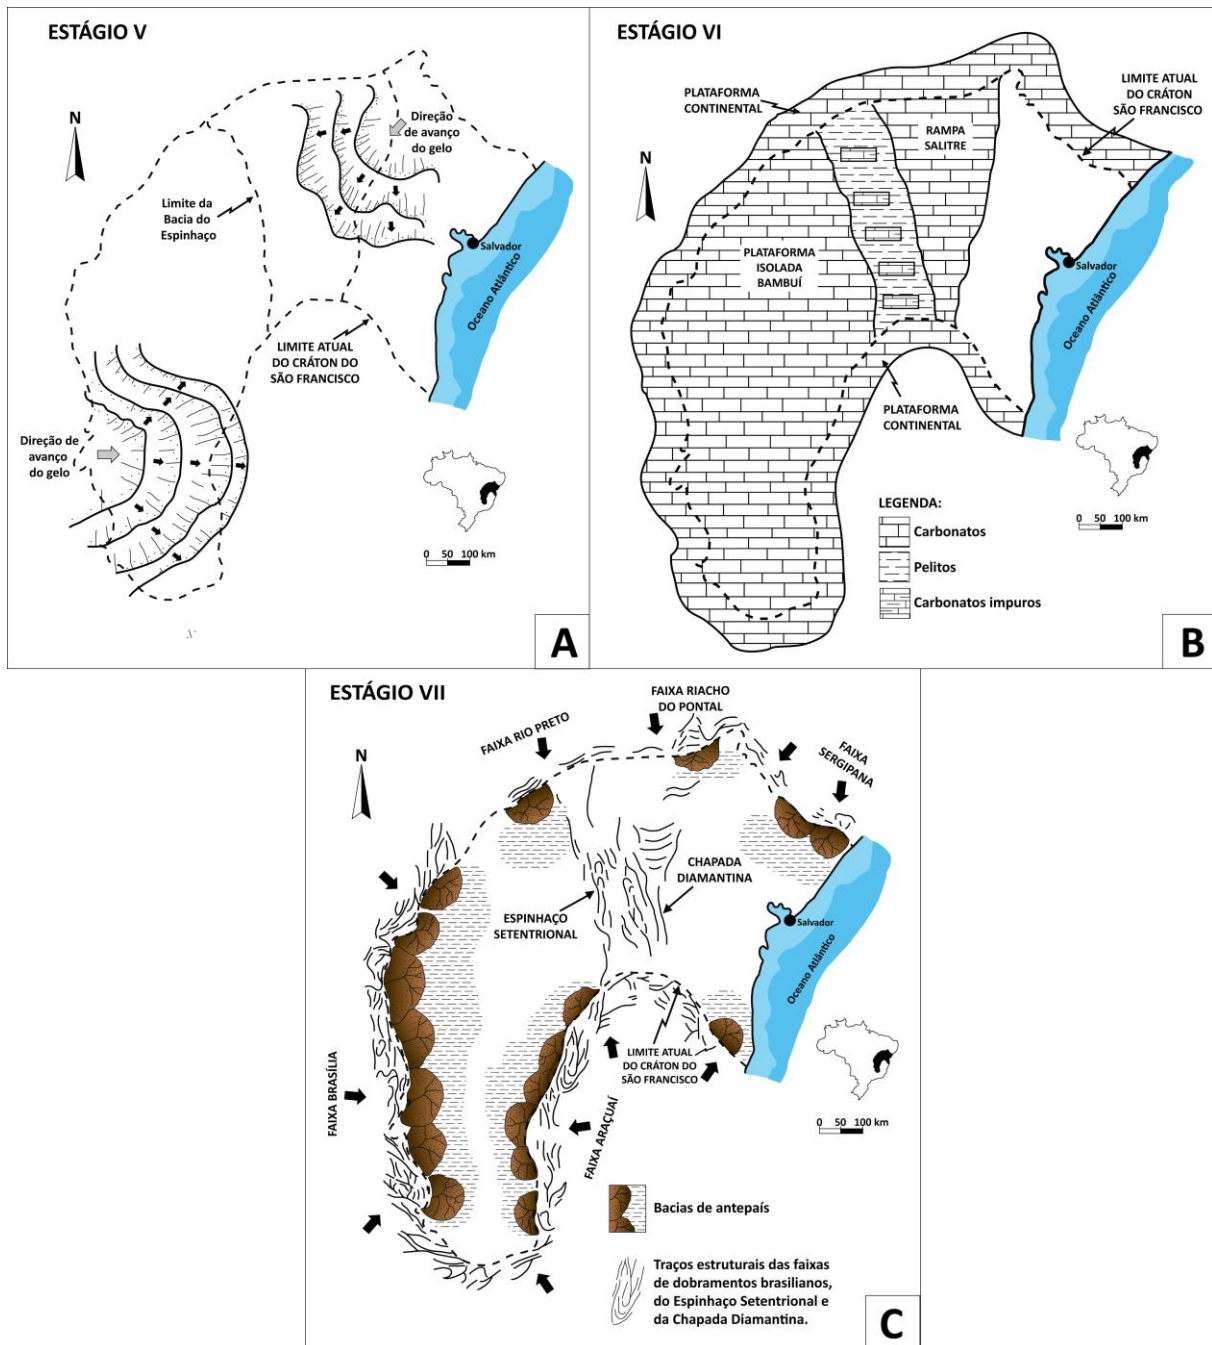 ESTÁGIO V
N
Direção
de avanço
do gelo
Limite da
Bacia do
Espinhaço
Salvador
Oceano Atlântico
LIMITE ATUAL
DO CRÁTON DO
SÃO FRANCISCO
Direção de
avanço
do gelo
0 50 100 km
A
ESTÁGIO VI
PLATAFORMA
CONTINENTAL
LIMITE ATUAL
DO CRÁTON
SÃO FRANCISCO
RAMPA
SALITRE
N
PLATAFORMA
ISOLADA
BAMBUÍ
Salvador
Oceano Atlântico
PLATAFORMA
CONTINENTAL
LEGENDA:
Carbonatos
Pelitos
Carbonatos impuros
0 50 100 km
B
ESTÁGIO VII
FAIXA RIACHO
DO PONTAL
FAIXA RIO PRETO
FAIXA
SERGIPANA
N
CHAPADA
DIAMANTINA
ESPINHAÇO
SETENTRIONAL
Salvador
Oceano Atlântico
LIMITE ATUAL
DO CRÁTON DO
SÃO FRANCISCO
FAIXA BRASÍLIA
FAIXA ARAÇUAÍ
0 50 100 km
Bacias de antepaís
Traços estruturais das faixas
de dobramentos brasilianos,
do Espinhaço Setentrional e
da Chapada Diamantina.
C